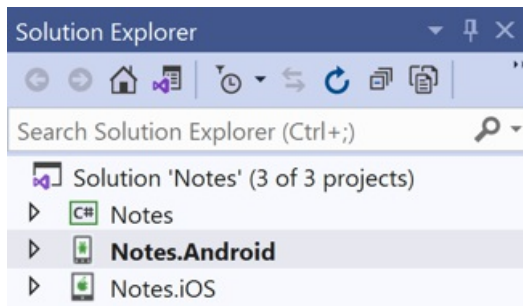 Solution Explorer
Search Solution Explorer (Ctrl+;)
Solution 'Notes' (3 of 3 projects)
C# Notes
Notes.Android
Notes.iOS